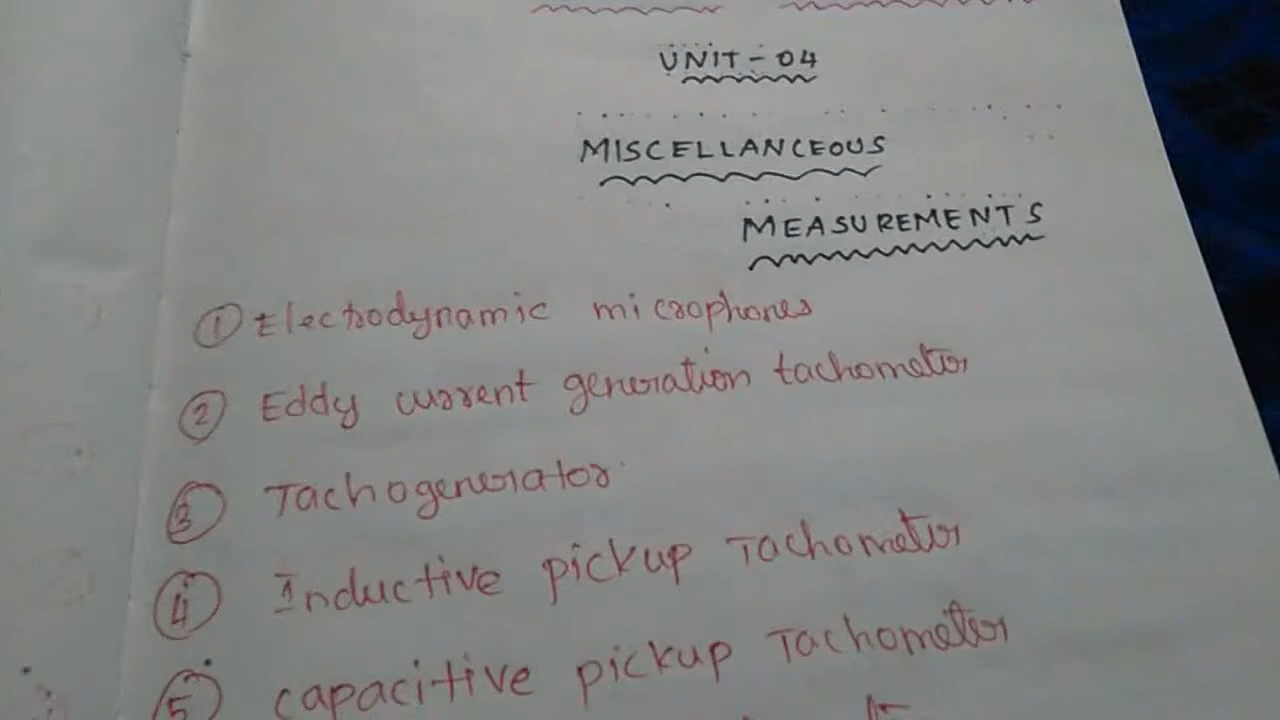 UNIT - 04
MISCELLANCEOUS
MEASUREMENTS
① Electrodynamic microphones
② Eddy current generation tachometer
③ Tachogenerator
④ Inductive pickup Tachometer
⑤ capacitive pickup Tachometer